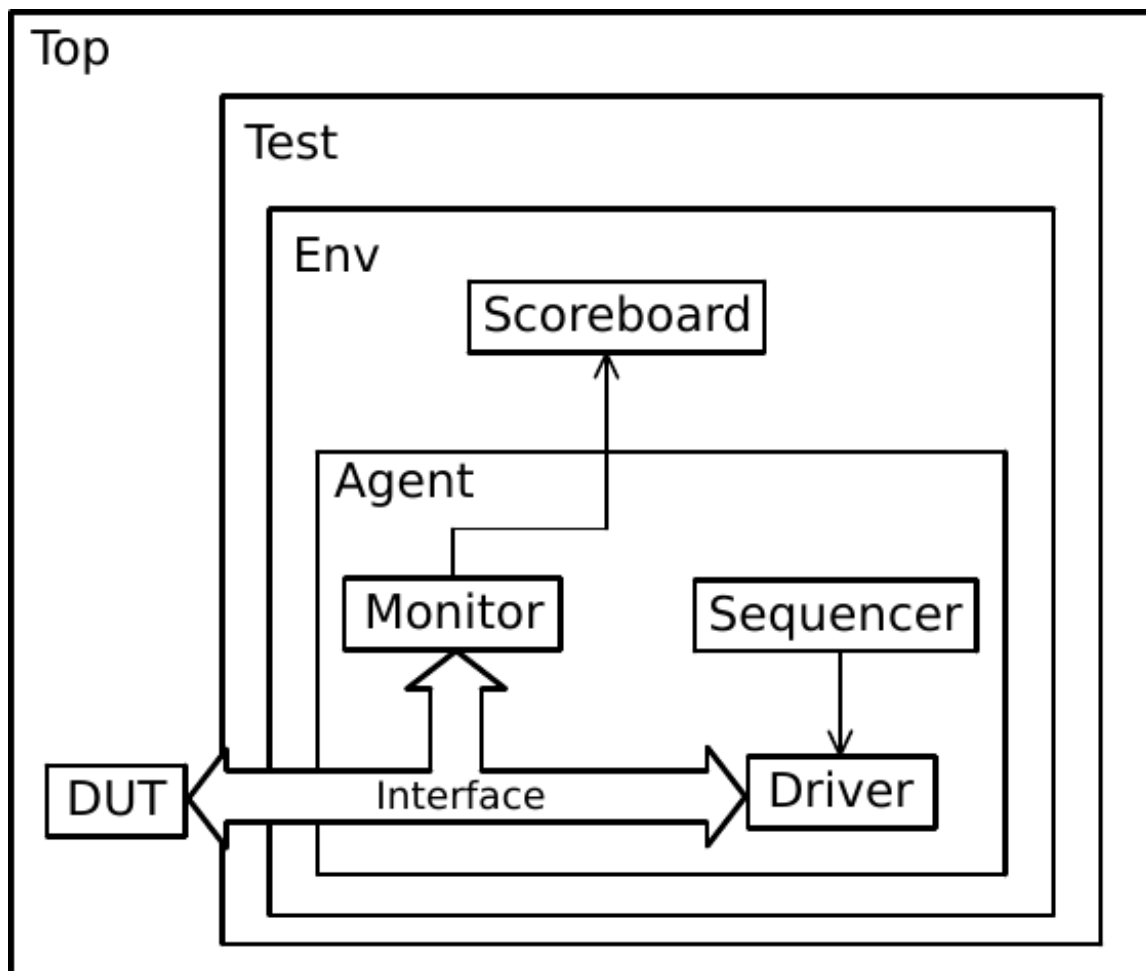 Top
Test
Env
Scoreboard
Agent
Monitor
Sequencer
DUT
Interface
Driver